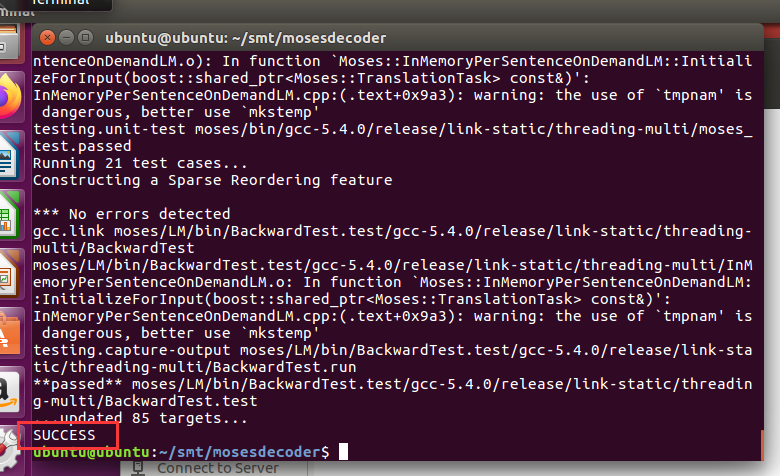 Terminal
minal
ubuntu@ubuntu: ~/smt/mosesdecoder
ntenceOnDemandLM.o): In function `Moses::InMemoryPerSentenceOnDemandLM::Initiali
zeForInput(boost::shared_ptr<Moses::TranslationTask> const&)':
InMemoryPerSentenceOnDemandLM.cpp:(.text+0x9a3): warning: the use of `tmpnam' is
 dangerous, better use `mkstemp'
testing.unit-test moses/bin/gcc-5.4.0/release/link-static/threading-multi/moses_
test.passed
Running 21 test cases...
Constructing a Sparse Reordering feature

*** No errors detected
gcc.link moses/LM/bin/BackwardTest.test/gcc-5.4.0/release/link-static/threading-
multi/BackwardTest
moses/LM/bin/BackwardTest.test/gcc-5.4.0/release/link-static/threading-multi/InM
emoryPerSentenceOnDemandLM.o: In function `Moses::InMemoryPerSentenceOnDemandLM:
:InitializeForInput(boost::shared_ptr<Moses::TranslationTask> const&)':
InMemoryPerSentenceOnDemandLM.cpp:(.text+0x9a3): warning: the use of `tmpnam' is
 dangerous, better use `mkstemp'
testing.capture-output moses/LM/bin/BackwardTest.test/gcc-5.4.0/release/link-sta
tic/threading-multi/BackwardTest.run
**passed** moses/LM/bin/BackwardTest.test/gcc-5.4.0/release/link-static/threadin
g-multi/BackwardTest.test
...updated 85 targets...
SUCCESS
ubuntu@ubuntu:~/smt/mosesdecoder$
Connect to Server